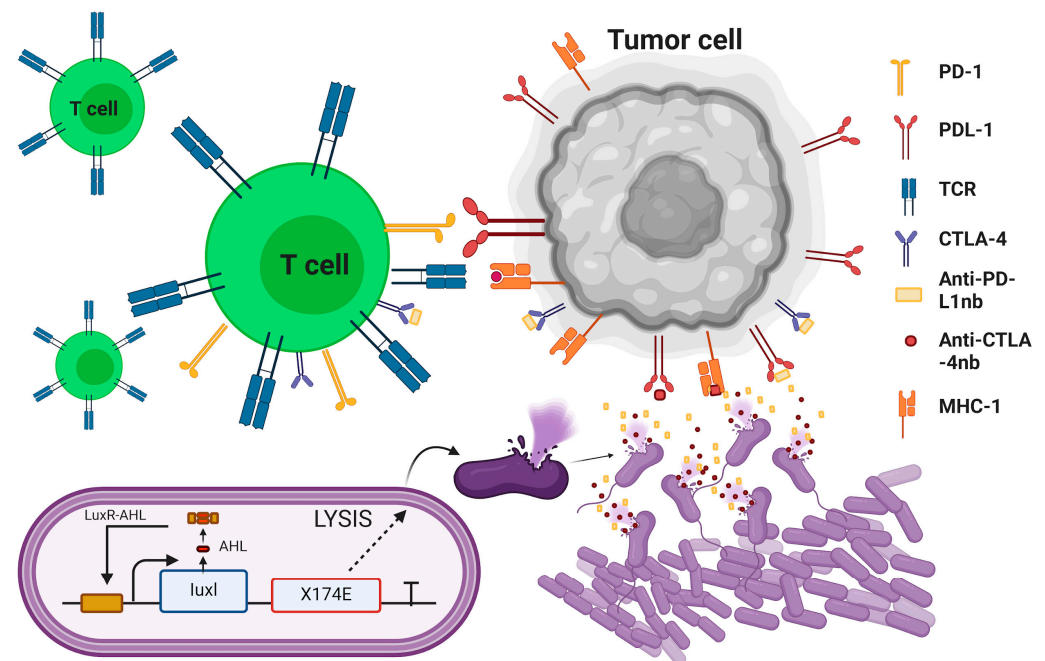 Tumor cell
T cell
T cell
PD-1
PDL-1
TCR
CTLA-4
Anti-PD-
L1nb
Anti-CTLA
-4nb
MHC-1
LuxR-AHL
LYSIS
AHL
luxI
X174E